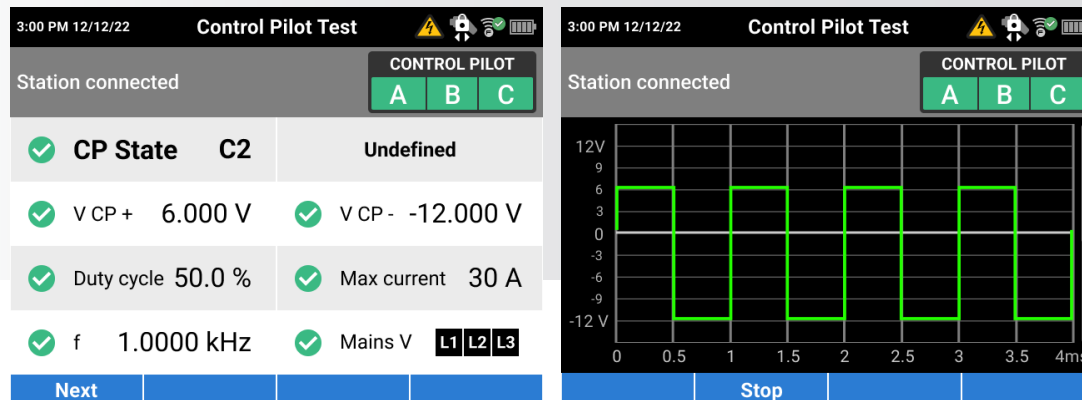 3:00 PM 12/12/22 Control Pilot Test
Station connected
CONTROL PILOT
A B C
CP State C2 Undefined
V CP + 6.000 V V CP - -12.000 V
Duty cycle 50.0 % Max current 30 A
f 1.0000 kHz Mains V L1 L2 L3
Next
3:00 PM 12/12/22 Control Pilot Test
Station connected
CONTROL PILOT
A B C
12V
9
6
3
0
-3
-6
-9
-12 V
0 0.5 1 1.5 2 2.5 3 3.5 4ms
Stop